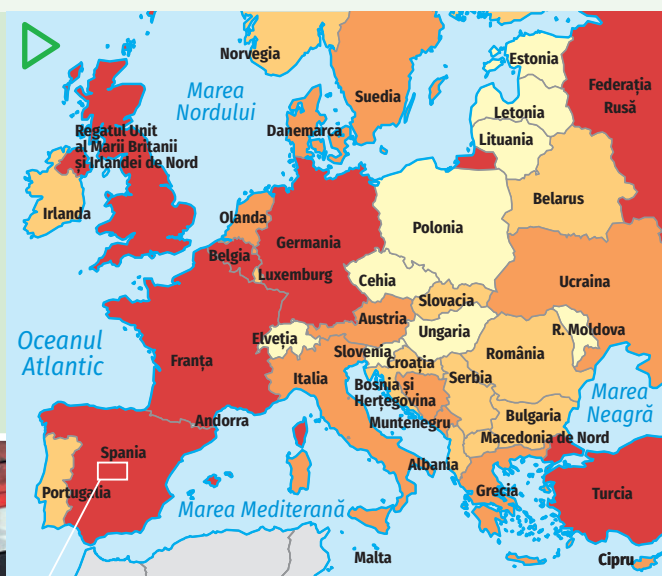 Norvegia
Estonia
Federația
Rusă
Marea
Nordului
Suedia
Letonia
Danemarca
Lituania
Regatul Unit
al Marii Britanii
și Irlandei de Nord
Irlanda
Olanda
Belarus
Polonia
Germania
Belgia
Luxemburg
Cehia
Ucraina
Slovacia
Austria
R. Moldova
Ungaria
Elveția
Oceanul
Atlantic
Slovenia
România
Franța
Croația
Italia
Serbia
Bosnia și
Herțegovina
Marea
Neagră
Bulgaria
Andorra
Muntenegru
Macedonia de Nord
Spania
Albania
Portugalia
Grecia
Turcia
Marea Mediterană
Malta
Cipru